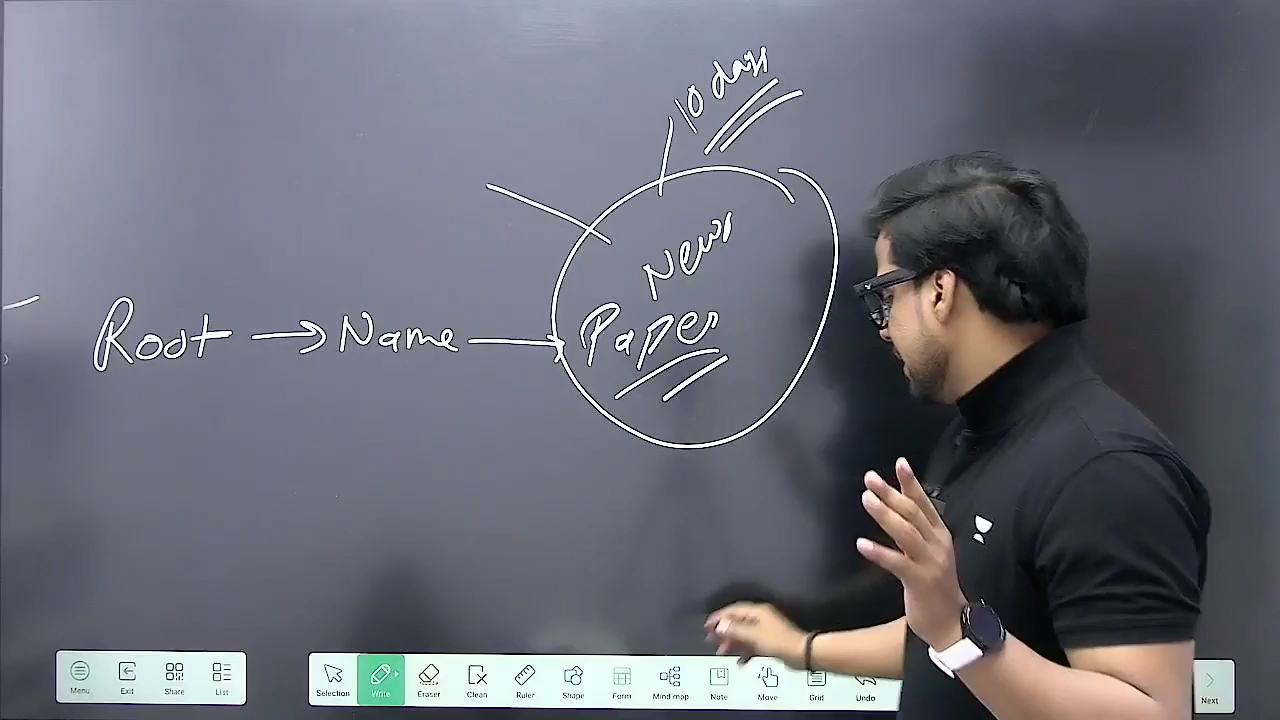 10 days
News
Root → Name → Paper
Menu
Exit
Share
List
Selection
Write
Eraser
Clean
Ruler
Shape
Form
Mind map
Note
Move
Grid
Undo
Next